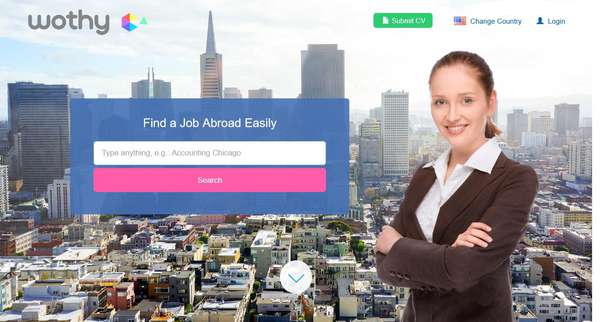 wothy
Submit CV
Change Country
Login
Find a Job Abroad Easily
Type anything, e.g.: Accounting Chicago
Search